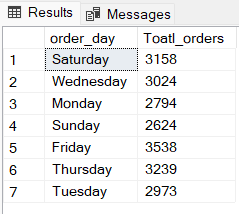 Results Messages
order_day Toatl_orders
1 Saturday 3158
2 Wednesday 3024
3 Monday 2794
4 Sunday 2624
5 Friday 3538
6 Thursday 3239
7 Tuesday 2973